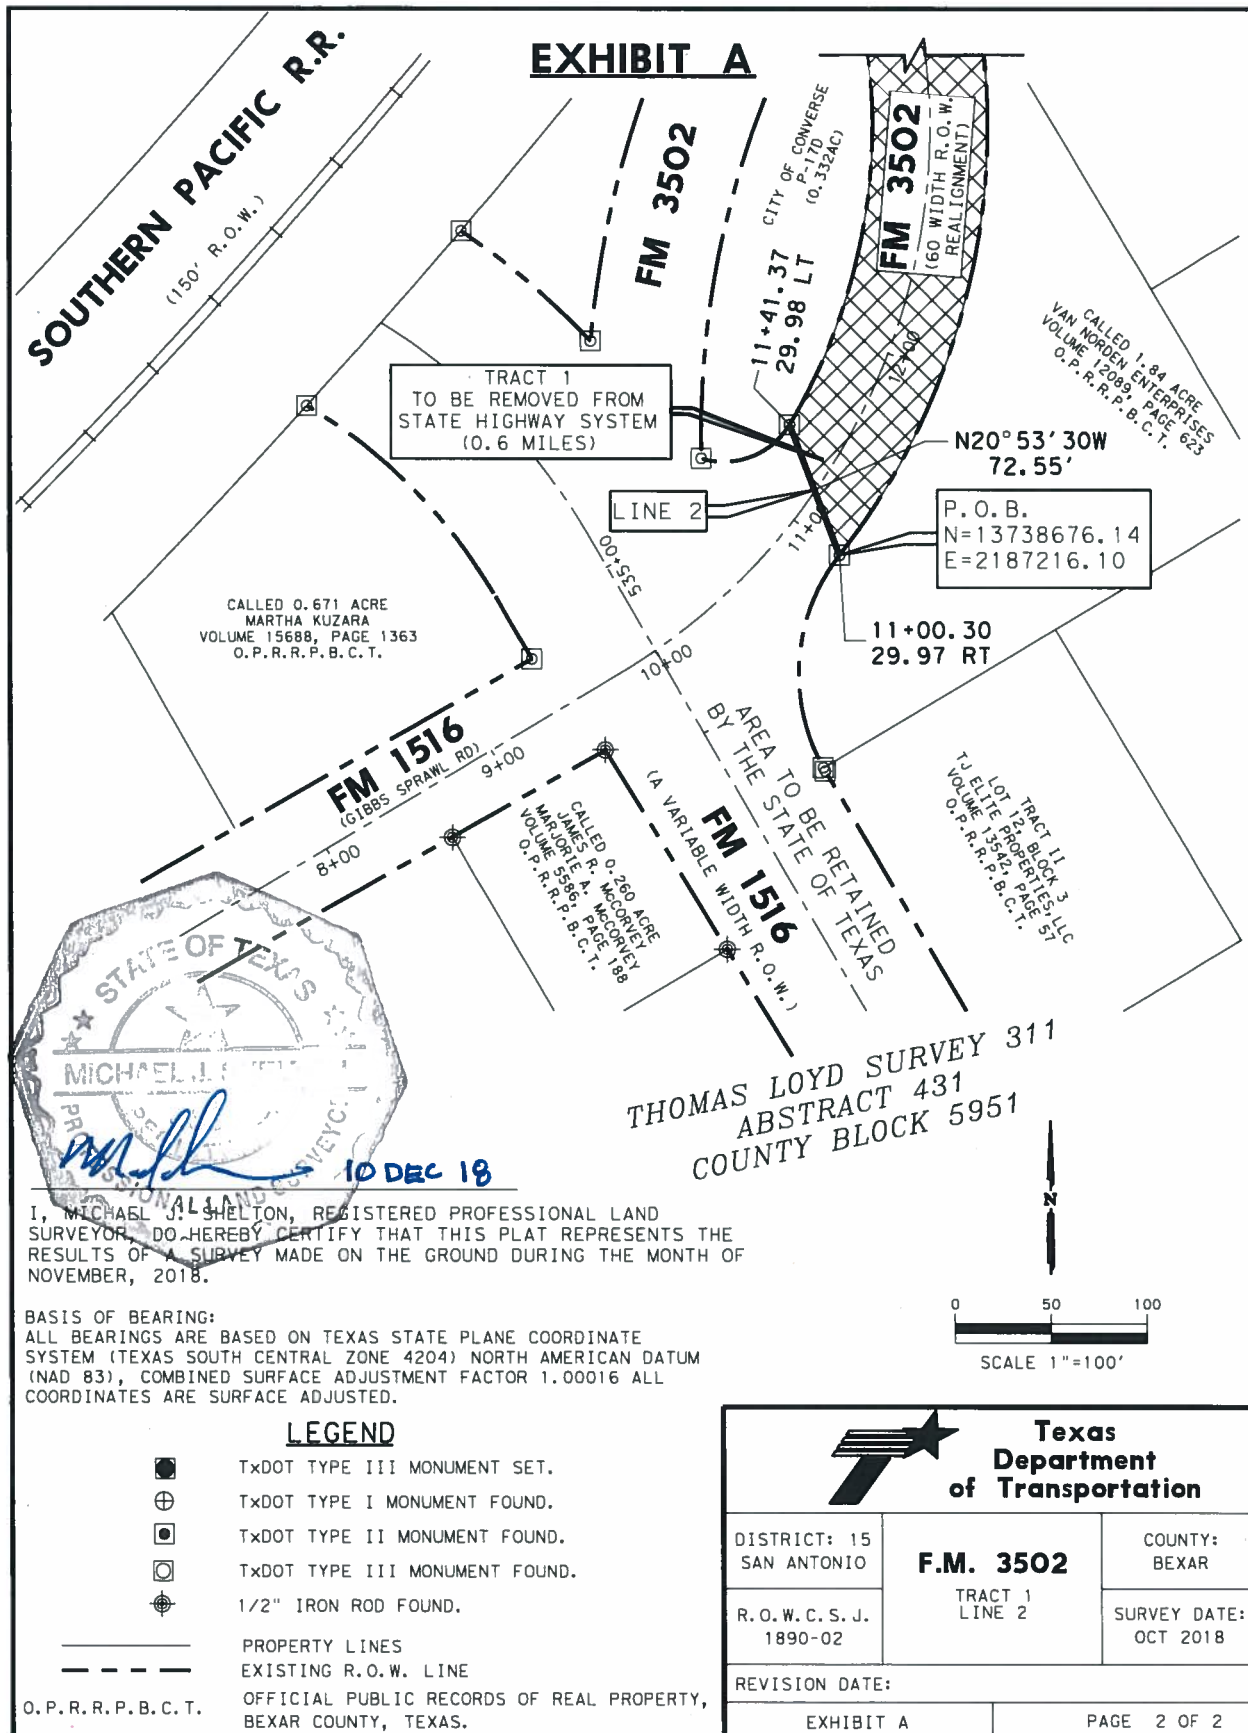 EXHIBIT A
SOUTHERN PACIFIC R.R.
(150' R.O.W.)
FM 3502
CITY OF CONVERSE
P-17D
(0.332AC)
FM 3502
(60 WIDTH R.O.W.
REALIGNMENT)
11+41.37
29.98 LT
12+00
CALLED 1.84 ACRE
VAN NORDEN ENTERPRISES
VOLUME 12089, PAGE 623
O.P.R.R.P.B.C.T.
TRACT 1
TO BE REMOVED FROM
STATE HIGHWAY SYSTEM
(0.6 MILES)
N20°53'30W
72.55'
LINE 2
11+00
P.O.B.
N=13738676.14
E=2187216.10
535+00
11+00.30
29.97 RT
CALLED 0.671 ACRE
MARTHA KUZARA
VOLUME 15688, PAGE 1363
O.P.R.R.P.B.C.T.
10+00
FM 1516
(GIBBS SPRAWL RD)
9+00
8+00
AREA TO BE RETAINED
BY THE STATE OF TEXAS
FM 1516
(A VARIABLE WIDTH R.O.W.)
CALLED 0.260 ACRE
JAMES R. McCORVEY
MARJORIE A. McCORVEY
VOLUME 5586, PAGE 188
O.P.R.R.P.B.C.T.
TRACT II
LOT 12, BLOCK 3
TJ ELITE PROPERTIES, LLC
VOLUME 13542, PAGE 57
O.P.R.R.P.B.C.T.
THOMAS LOYD SURVEY 311
ABSTRACT 431
COUNTY BLOCK 5951
STATE OF TEXAS
MICHAEL J.
PROFESSIONAL LAND SURVEYO
10 DEC 18
I, MICHAEL J. SHELTON, REGISTERED PROFESSIONAL LAND
SURVEYOR, DO HEREBY CERTIFY THAT THIS PLAT REPRESENTS THE
RESULTS OF A SURVEY MADE ON THE GROUND DURING THE MONTH OF
NOVEMBER, 2018.
N
BASIS OF BEARING:
ALL BEARINGS ARE BASED ON TEXAS STATE PLANE COORDINATE
SYSTEM (TEXAS SOUTH CENTRAL ZONE 4204) NORTH AMERICAN DATUM
(NAD 83), COMBINED SURFACE ADJUSTMENT FACTOR 1.00016 ALL
COORDINATES ARE SURFACE ADJUSTED.
0 50 100
SCALE 1"=100'
LEGEND
TxDOT TYPE III MONUMENT SET.
TxDOT TYPE I MONUMENT FOUND.
TxDOT TYPE II MONUMENT FOUND.
TxDOT TYPE III MONUMENT FOUND.
1/2" IRON ROD FOUND.
PROPERTY LINES
EXISTING R.O.W. LINE
O.P.R.R.P.B.C.T. OFFICIAL PUBLIC RECORDS OF REAL PROPERTY,
BEXAR COUNTY, TEXAS.
Texas
Department
of Transportation
DISTRICT: 15
SAN ANTONIO
F.M. 3502
TRACT 1
LINE 2
COUNTY:
BEXAR
R.O.W.C.S.J.
1890-02
SURVEY DATE:
OCT 2018
REVISION DATE:
EXHIBIT A
PAGE 2 OF 2